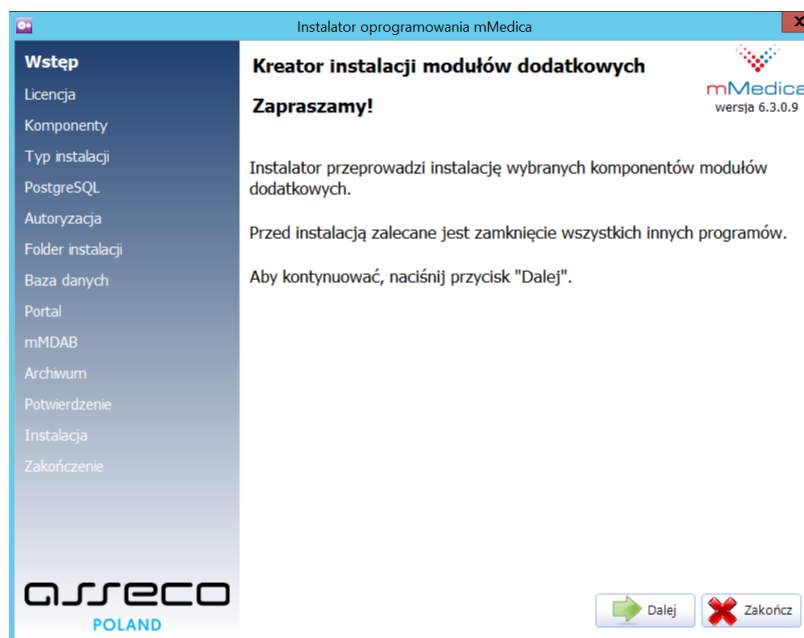 Instalator oprogramowania mMedica
x
Wstęp
Licencja
Komponenty
Typ instalacji
PostgreSQL
Autoryzacja
Folder instalacji
Baza danych
Portal
mMDAB
Archiwum
Potwierdzenie
Instalacja
Zakończenie
asseco
POLAND
Kreator instalacji modułów dodatkowych
Zapraszamy!
mMedica
wersja 6.3.0.9
Instalator przeprowadzi instalację wybranych komponentów modułów
dodatkowych.
Przed instalacją zalecane jest zamknięcie wszystkich innych programów.
Aby kontynuować, naciśnij przycisk "Dalej".
Dalej
Zakończ